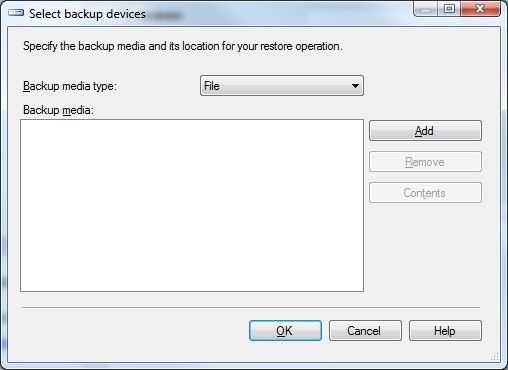 Select backup devices
Specify the backup media and its location for your restore operation.
Backup media type:
File
Backup media:
Add
Remove
Contents
OK
Cancel
Help